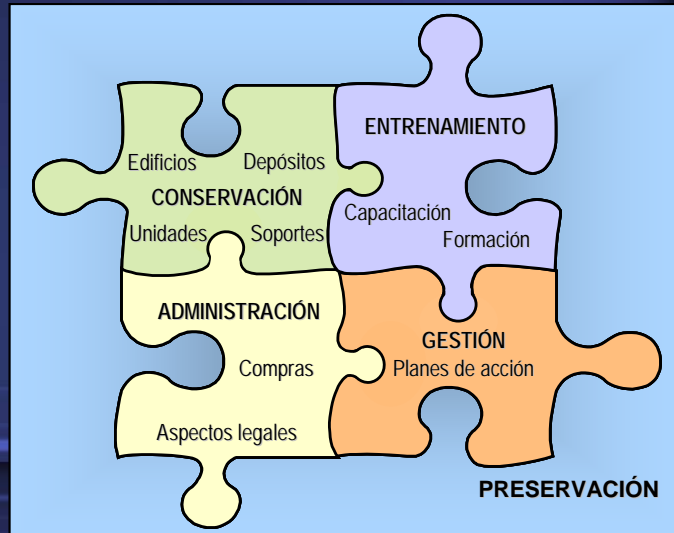 Edificios Depósitos
CONSERVACIÓN
Unidades Soportes
ENTRENAMIENTO
Capacitación
Formación
ADMINISTRACIÓN
Compras
Aspectos legales
GESTIÓN
Planes de acción
PRESERVACIÓN